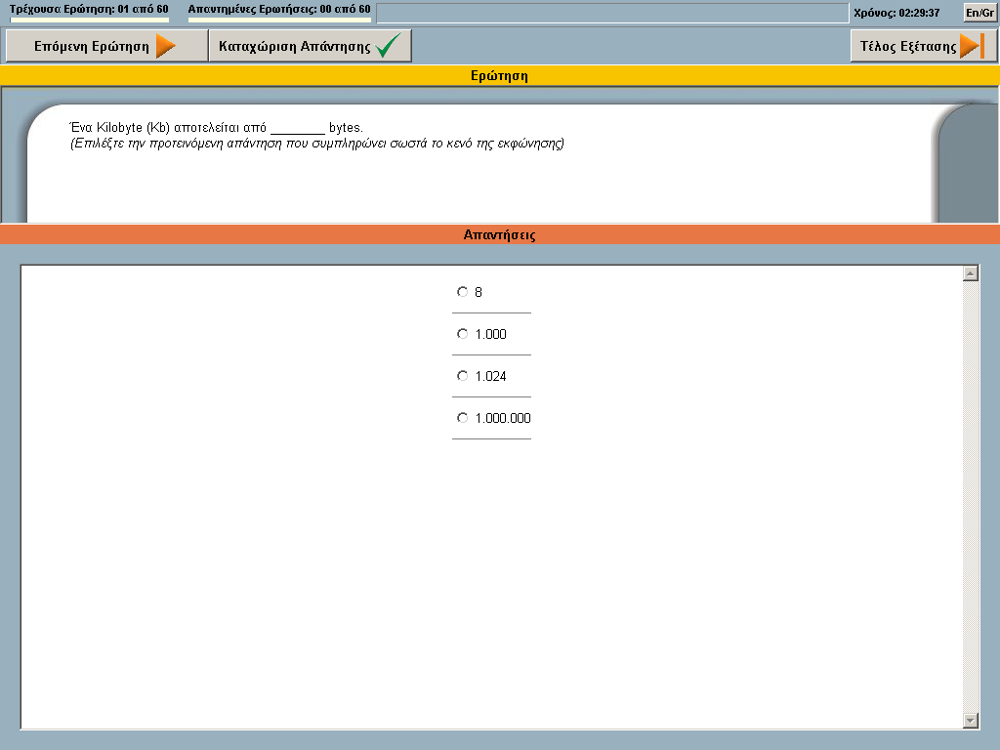 Τρέχουσα Ερώτηση: 01 από 60 Απαντημένες Ερωτήσεις: 00 από 60 Χρόνος: 02:29:37 En/Gr
Επόμενη Ερώτηση Καταχώριση Απάντησης Τέλος Εξέτασης
Ερώτηση
Ένα Kilobyte (Kb) αποτελείται από ________ bytes.
(Επιλέξτε την προτεινόμενη απάντηση που συμπληρώνει σωστά το κενό της εκφώνησης)
Απαντήσεις
8
1.000
1.024
1.000.000